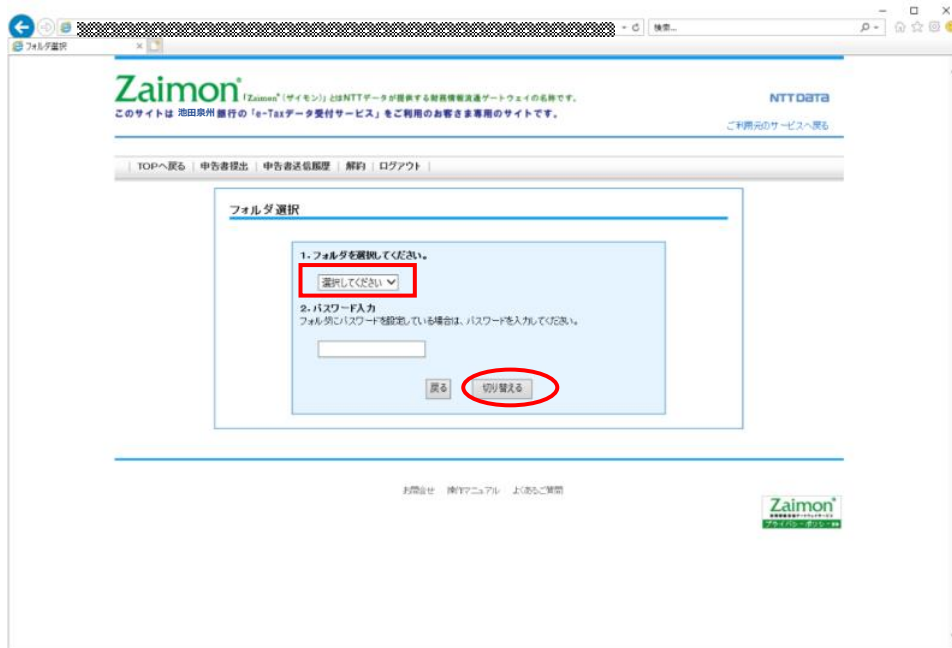 検索...
フォルダ選択
Zaimon
「Zaimon®（ザイモン）」とはNTTデータが提供する財務情報流通ゲートウェイの名称です。
NTT DATA
このサイトは 池田泉州 銀行の「e-Taxデータ受付サービス」をご利用のお客さま専用のサイトです。
ご利用元のサービスへ戻る
TOPへ戻る | 申告書提出 | 申告書送信履歴 | 解約 | ログアウト |
フォルダ選択
1.フォルダを選択してください。
選択してください
2.パスワード入力
フォルダにパスワードを設定している場合は、パスワードを入力してください。
戻る 切り替える
お問合せ 操作マニュアル よくあるご質問
Zaimon
プライバシーポリシー